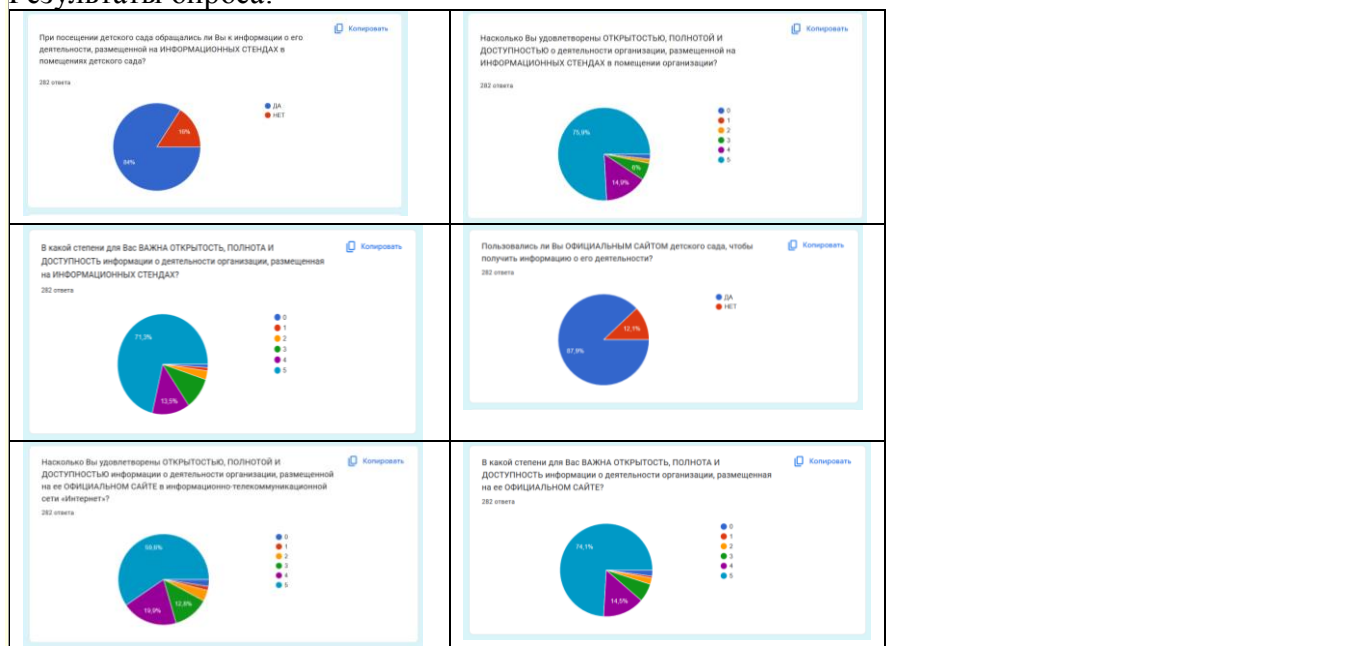 Результаты опроса:
При посещении детского сада обращались ли Вы к информации о его
деятельности, размещенной на ИНФОРМАЦИОННЫХ СТЕНДАХ в
помещениях детского сада?
Копировать
282 ответа
ДА
НЕТ
16%
84%
Насколько Вы удовлетворены ОТКРЫТОСТЬЮ, ПОЛНОТОЙ И
ДОСТУПНОСТЬЮ о деятельности организации, размещенной на
ИНФОРМАЦИОННЫХ СТЕНДАХ в помещении организации?
Копировать
282 ответа
0
1
2
3
4
5
75,9%
6%
14,9%
В какой степени для Вас ВАЖНА ОТКРЫТОСТЬ, ПОЛНОТА И
ДОСТУПНОСТЬ информации о деятельности организации, размещенная
на ИНФОРМАЦИОННЫХ СТЕНДАХ?
Копировать
282 ответа
0
1
2
3
4
5
71,3%
13,5%
Пользовались ли Вы ОФИЦИАЛЬНЫМ САЙТОМ детского сада, чтобы
получить информацию о его деятельности?
Копировать
282 ответа
ДА
НЕТ
12,1%
87,9%
Насколько Вы удовлетворены ОТКРЫТОСТЬЮ, ПОЛНОТОЙ И
ДОСТУПНОСТЬЮ информации о деятельности организации, размещенной
на ее ОФИЦИАЛЬНОМ САЙТЕ в информационно-телекоммуникационной
сети «Интернет»?
Копировать
282 ответа
0
1
2
3
4
5
12,8%
19,9%
В какой степени для Вас ВАЖНА ОТКРЫТОСТЬ, ПОЛНОТА И
ДОСТУПНОСТЬ информации о деятельности организации, размещенная
на ее ОФИЦИАЛЬНОМ САЙТЕ?
Копировать
282 ответа
0
1
2
3
4
5
74,1%
14,5%